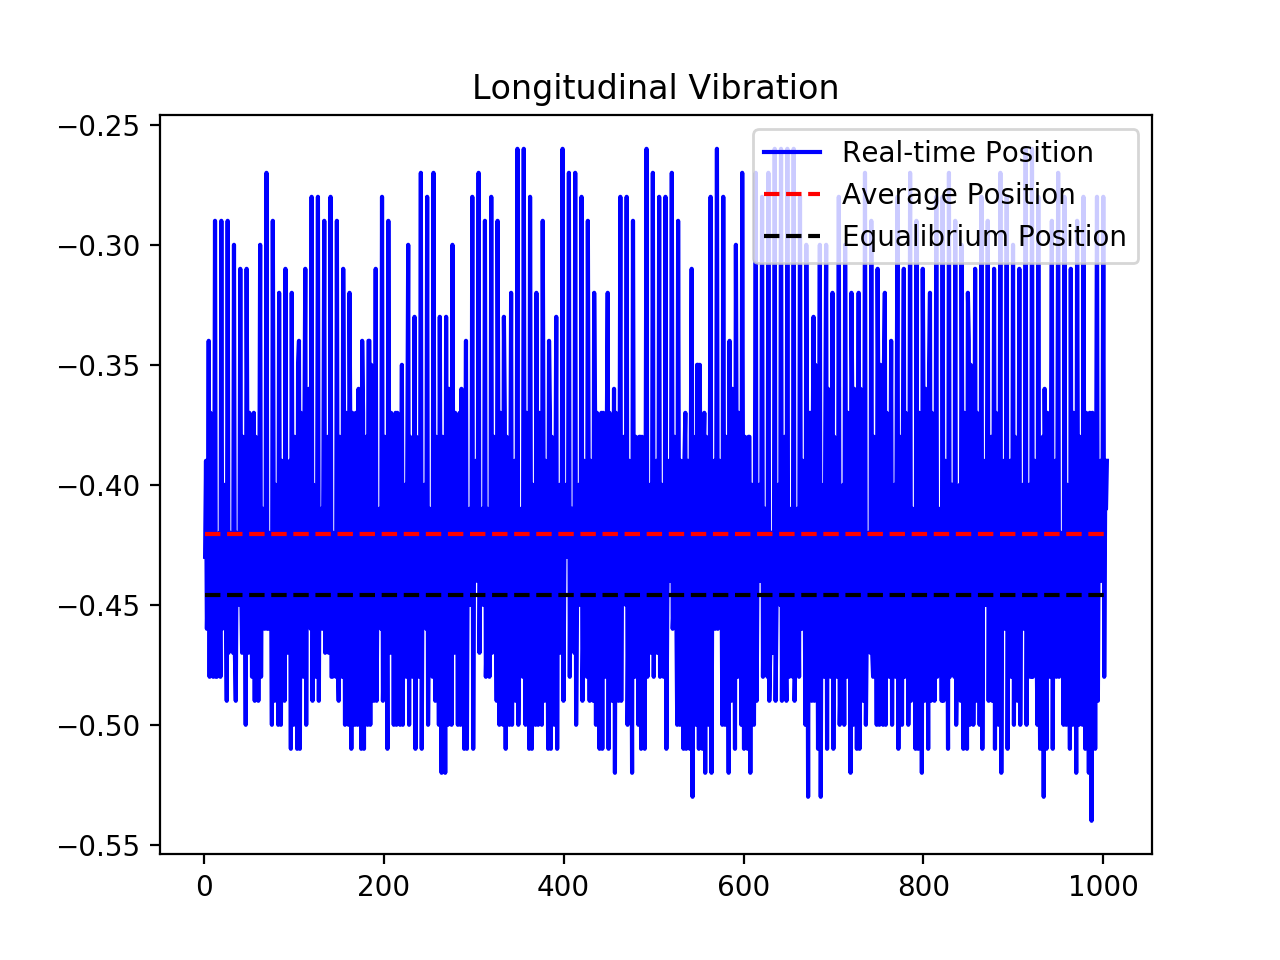 Longitudinal Vibration
−0.25
−0.30
−0.35
−0.40
−0.45
−0.50
−0.55
Real-time Position
Average Position
Equalibrium Position
0 200 400 600 800 1000